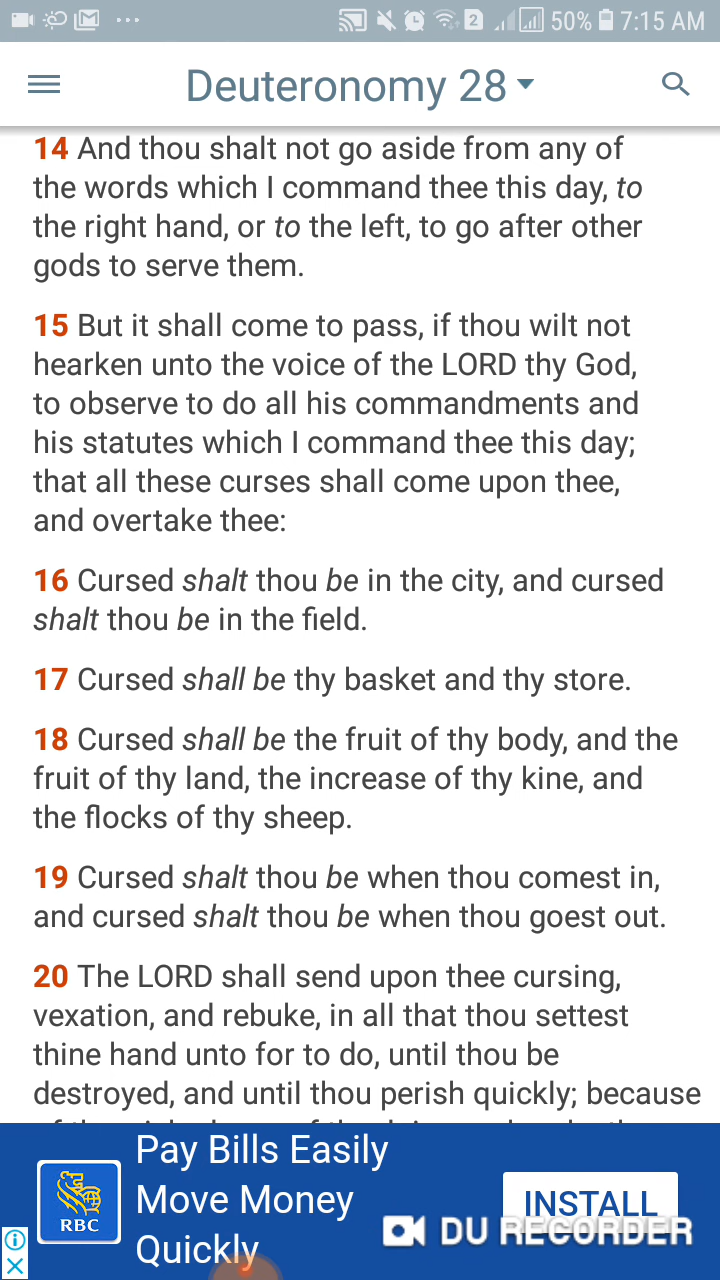 2 50% 7:15 AM
Deuteronomy 28
14 And thou shalt not go aside from any of
the words which I command thee this day, to
the right hand, or to the left, to go after other
gods to serve them.
15 But it shall come to pass, if thou wilt not
hearken unto the voice of the LORD thy God,
to observe to do all his commandments and
his statutes which I command thee this day;
that all these curses shall come upon thee,
and overtake thee:
16 Cursed shalt thou be in the city, and cursed
shalt thou be in the field.
17 Cursed shall be thy basket and thy store.
18 Cursed shall be the fruit of thy body, and the
fruit of thy land, the increase of thy kine, and
the flocks of thy sheep.
19 Cursed shalt thou be when thou comest in,
and cursed shalt thou be when thou goest out.
20 The LORD shall send upon thee cursing,
vexation, and rebuke, in all that thou settest
thine hand unto for to do, until thou be
destroyed, and until thou perish quickly; because
Pay Bills Easily
Move Money
Quickly
RBC
INSTALL
DU RECORDER